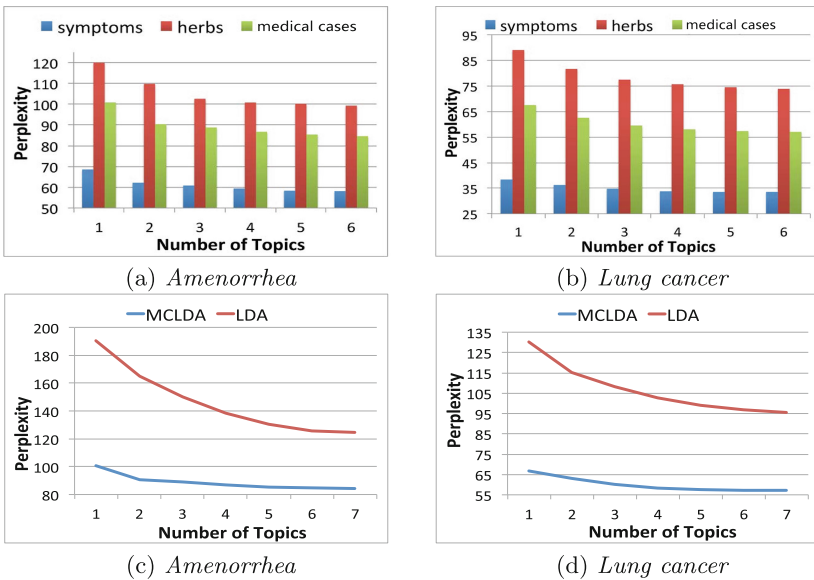 symptoms herbs medical cases
120
110
100
90
80
70
60
50
Perplexity
1 2 3 4 5 6
Number of Topics
(a) Amenorrhea
symptoms herbs medical cases
95
85
75
65
55
45
35
25
Perplexity
1 2 3 4 5 6
Number of Topics
(b) Lung cancer
MCLDA LDA
200
180
160
140
120
100
80
Perplexity
1 2 3 4 5 6 7
Number of Topics
(c) Amenorrhea
MCLDA LDA
135
125
115
105
95
85
75
65
55
Perplexity
1 2 3 4 5 6 7
Number of Topics
(d) Lung cancer